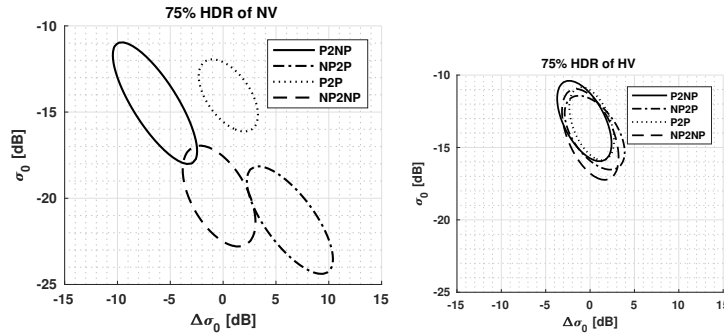 75% HDR of NV
-10
-15
-20
-25
σ0 [dB]
-15 -10 -5 0 5 10 15
Δσ0 [dB]
P2NP
NP2P
P2P
NP2NP
75% HDR of HV
-10
-15
-20
-25
σ0 [dB]
-15 -10 -5 0 5 10 15
Δσ0 [dB]
P2NP
NP2P
P2P
NP2NP